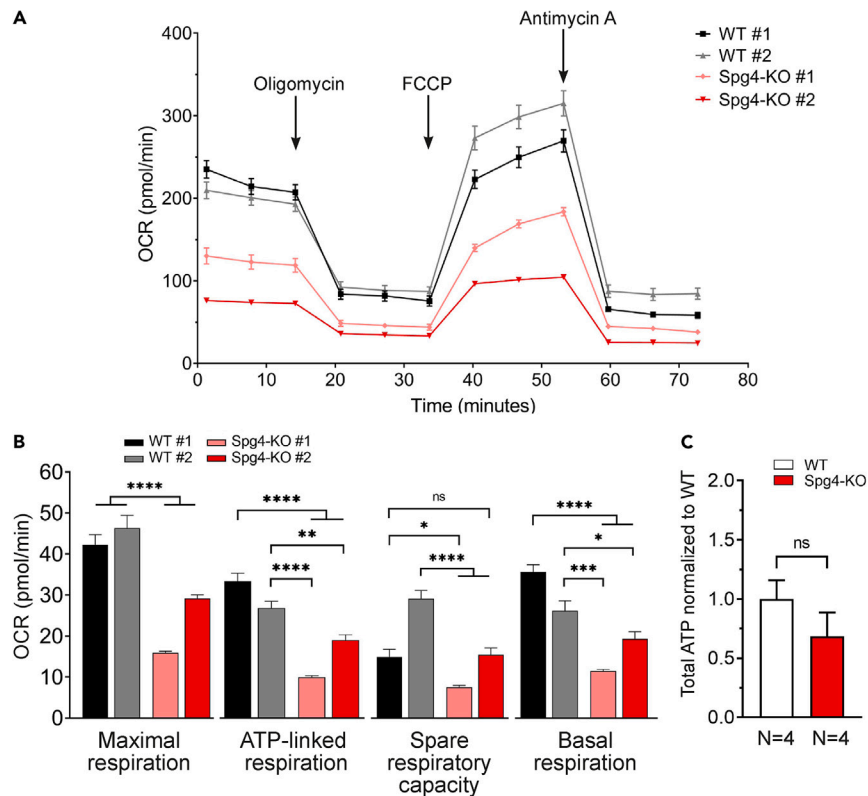 A
Antimycin A
WT #1
WT #2
Spg4-KO #1
Spg4-KO #2
Oligomycin
FCCP
OCR (pmol/min)
400
300
200
100
0
0 10 20 30 40 50 60 70 80
Time (minutes)
B
WT #1
WT #2
Spg4-KO #1
Spg4-KO #2
OCR (pmol/min)
60
50
40
30
20
10
0
****
****
**
****
ns
*
****
****
*
***
Maximal
respiration
ATP-linked
respiration
Spare
respiratory
capacity
Basal
respiration
C
WT
Spg4-KO
Total ATP normalized to WT
2.0
1.5
1.0
0.5
0.0
ns
N=4 N=4